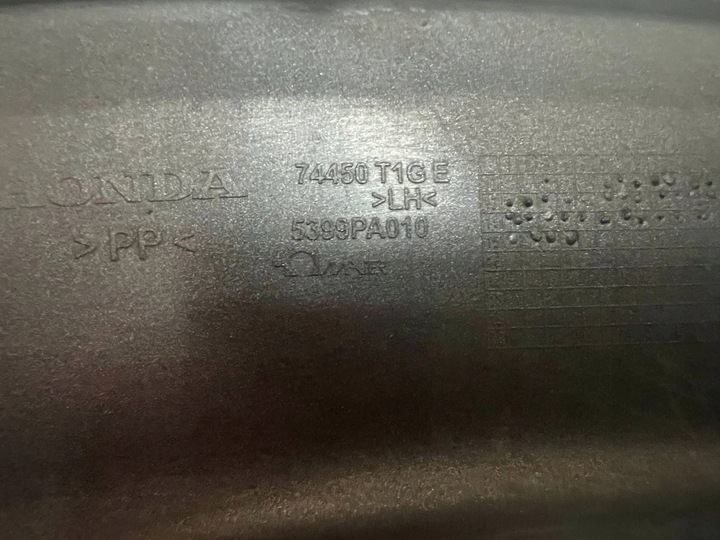 HONDA
>PP<
74450 T1G E
>LH<
5399PA010